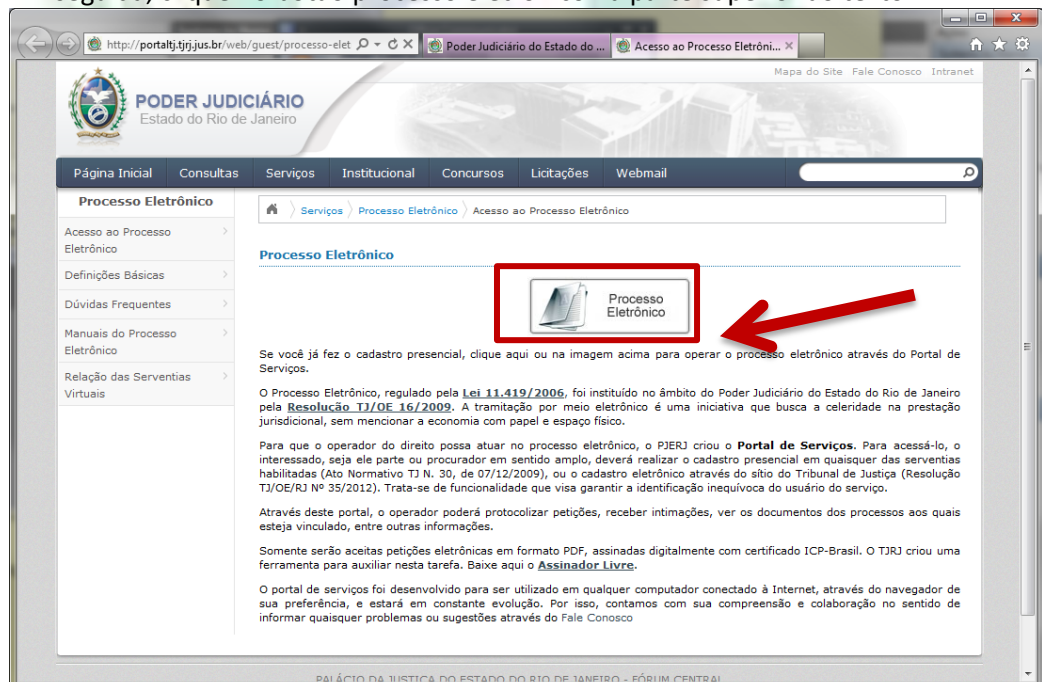 http://portaltj.tjrj.jus.br/web/guest/processo-elet
Poder Judiciário do Estado do ...
Acesso ao Processo Eletrôni...
Mapa do Site Fale Conosco Intranet
PODER JUDICIÁRIO
Estado do Rio de Janeiro
Página Inicial Consultas Serviços Institucional Concursos Licitações Webmail
Processo Eletrônico
Acesso ao Processo
Eletrônico
Definições Básicas
Dúvidas Frequentes
Manuais do Processo
Eletrônico
Relação das Serventias
Virtuais
Serviços Processo Eletrônico Acesso ao Processo Eletrônico
Processo Eletrônico
Processo
Eletrônico
Se você já fez o cadastro presencial, clique aqui ou na imagem acima para operar o processo eletrônico através do Portal de
Serviços.
O Processo Eletrônico, regulado pela Lei 11.419/2006, foi instituído no âmbito do Poder Judiciário do Estado do Rio de Janeiro
pela Resolução TJ/OE 16/2009. A tramitação por meio eletrônico é uma iniciativa que busca a celeridade na prestação
jurisdicional, sem mencionar a economia com papel e espaço físico.
Para que o operador do direito possa atuar no processo eletrônico, o PJERJ criou o Portal de Serviços. Para acessá-lo, o
interessado, seja ele parte ou procurador em sentido amplo, deverá realizar o cadastro presencial em quaisquer das serventias
habilitadas (Ato Normativo TJ N. 30, de 07/12/2009), ou o cadastro eletrônico através do sítio do Tribunal de Justiça (Resolução
TJ/OE/RJ Nº 35/2012). Trata-se de funcionalidade que visa garantir a identificação inequívoca do usuário do serviço.
Através deste portal, o operador poderá protocolizar petições, receber intimações, ver os documentos dos processos aos quais
esteja vinculado, entre outras informações.
Somente serão aceitas petições eletrônicas em formato PDF, assinadas digitalmente com certificado ICP-Brasil. O TJRJ criou uma
ferramenta para auxiliar nesta tarefa. Baixe aqui o Assinador Livre.
O portal de serviços foi desenvolvido para ser utilizado em qualquer computador conectado à Internet, através do navegador de
sua preferência, e estará em constante evolução. Por isso, contamos com sua compreensão e colaboração no sentido de
informar quaisquer problemas ou sugestões através do Fale Conosco
PALÁCIO DA JUSTIÇA DO ESTADO DO RIO DE JANEIRO - FÓRUM CENTRAL